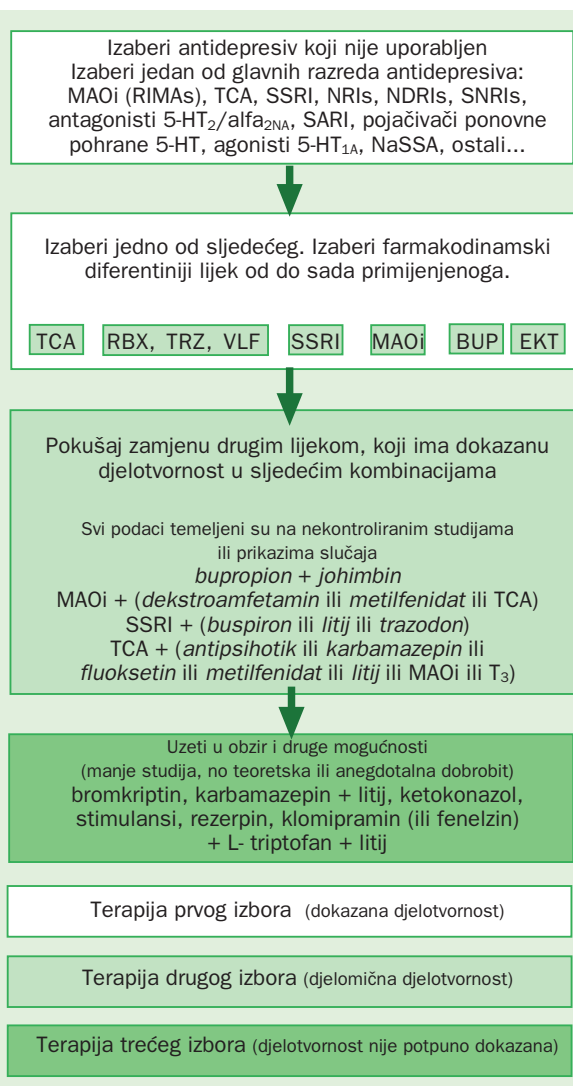 Izaberi antidepresiv koji nije uporabljen
Izaberi jedan od glavnih razreda antidepresiva:
MAOi (RIMAs), TCA, SSRI, NRIs, NDRIs, SNRIs,
antagonisti 5-HT₂/alfa₂NA, SARI, pojačivači ponovne
pohrane 5-HT, agonisti 5-HT₁A, NaSSA, ostali...
Izaberi jedno od sljedećeg. Izaberi farmakodinamski
diferentiniji lijek od do sada primijenjenoga.
TCA RBX, TRZ, VLF SSRI MAOi BUP EKT
Pokušaj zamjenu drugim lijekom, koji ima dokazanu
djelotvornost u sljedećim kombinacijama
Svi podaci temeljeni su na nekontroliranim studijama
ili prikazima slučaja
bupropion + johimbin
MAOi + (dekstroamfetamin ili metilfenidat ili TCA)
SSRI + (buspiron ili litij ili trazodon)
TCA + (antipsihotik ili karbamazepin ili
fluoksetin ili metilfenidat ili litij ili MAOi ili T₃)
Uzeti u obzir i druge mogućnosti
(manje studija, no teoretska ili anegdotalna dobrobit)
bromkriptin, karbamazepin + litij, ketokonazol,
stimulansi, rezerpin, klomipramin (ili fenelzin)
+ L- triptofan + litij
Terapija prvog izbora (dokazana djelotvornost)
Terapija drugog izbora (djelomična djelotvornost)
Terapija trećeg izbora (djelotvornost nije potpuno dokazana)